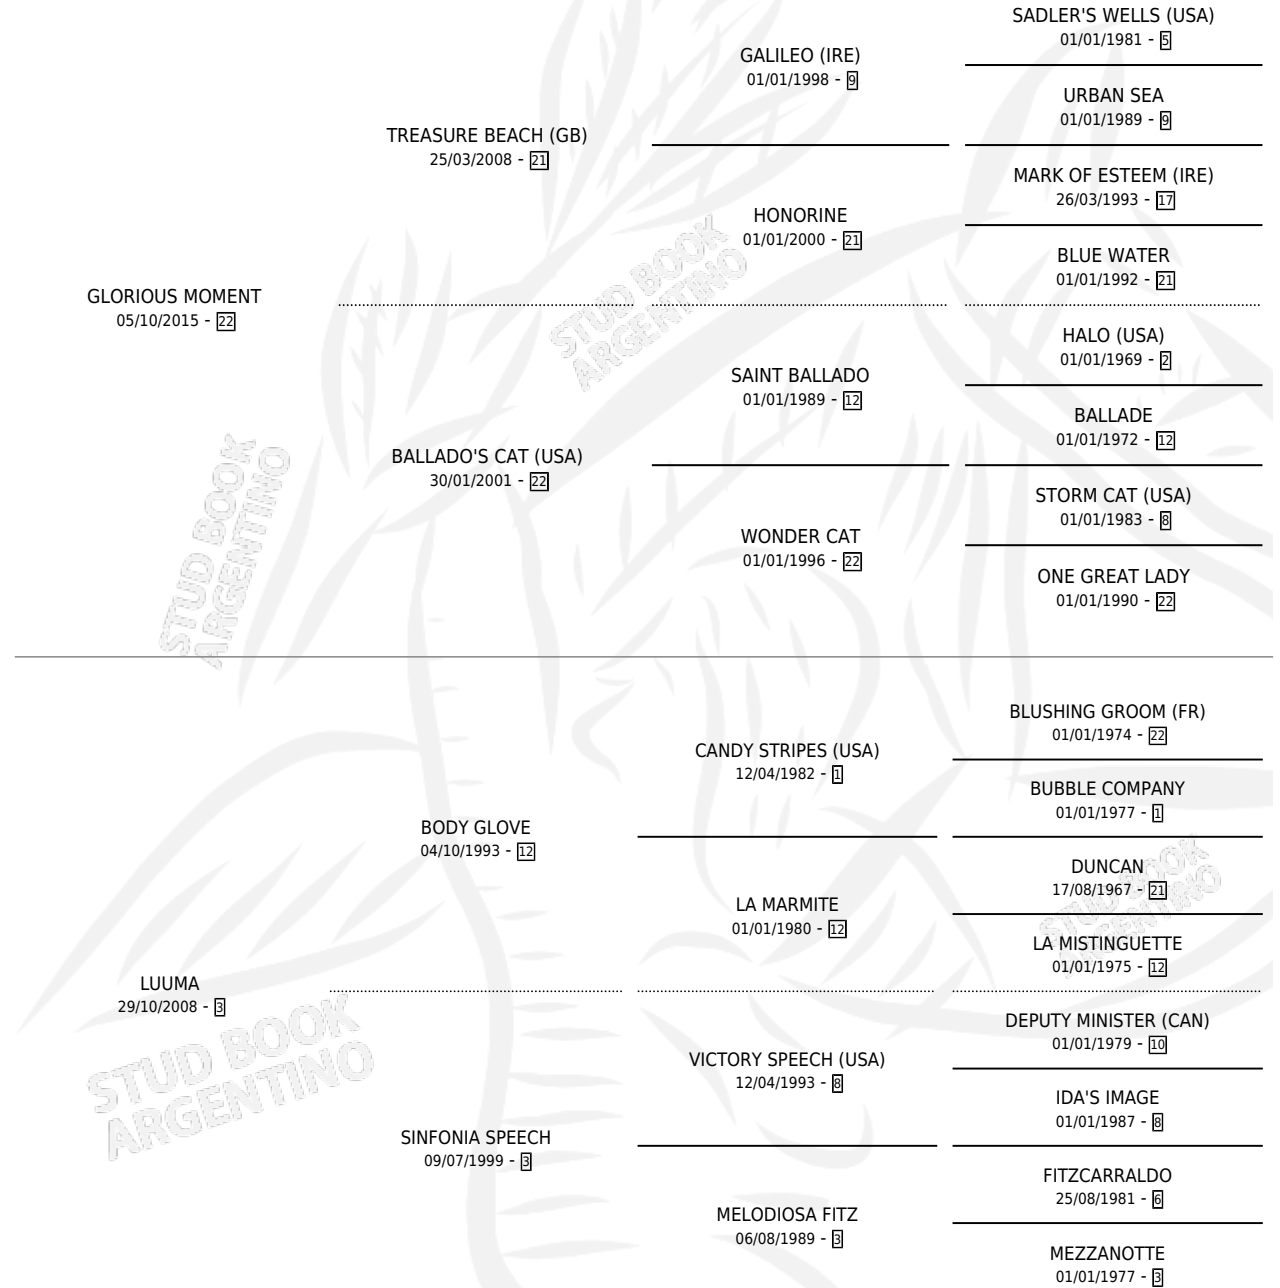 SADLER'S WELLS (USA)
01/01/1981 - 5
GALILEO (IRE)
01/01/1998 - 9
URBAN SEA
01/01/1989 - 9
TREASURE BEACH (GB)
25/03/2008 - 21
MARK OF ESTEEM (IRE)
26/03/1993 - 17
HONORINE
01/01/2000 - 21
BLUE WATER
01/01/1992 - 21
GLORIOUS MOMENT
05/10/2015 - 22
STUD BOOK
ARGENTINO
HALO (USA)
01/01/1969 - 2
SAINT BALLADO
01/01/1989 - 12
BALLADE
01/01/1972 - 12
BALLADO'S CAT (USA)
30/01/2001 - 22
STORM CAT (USA)
01/01/1983 - 8
WONDER CAT
01/01/1996 - 22
ONE GREAT LADY
01/01/1990 - 22
STUD BOOK
ARGENTINO
BLUSHING GROOM (FR)
01/01/1974 - 22
CANDY STRIPES (USA)
12/04/1982 - 1
BUBBLE COMPANY
01/01/1977 - 1
BODY GLOVE
04/10/1993 - 12
DUNCAN
17/08/1967 - 21
LA MARMITE
01/01/1980 - 12
STUD BOOK
ARGENTINO
LA MISTINGUETTE
01/01/1975 - 12
LUUMA
29/10/2008 - 3
DEPUTY MINISTER (CAN)
01/01/1979 - 10
STUD BOOK
ARGENTINO
VICTORY SPEECH (USA)
12/04/1993 - 8
IDA'S IMAGE
01/01/1987 - 8
SINFONIA SPEECH
09/07/1999 - 3
FITZCARRALDO
25/08/1981 - 6
MELODIOSA FITZ
06/08/1989 - 3
MEZZANOTTE
01/01/1977 - 3